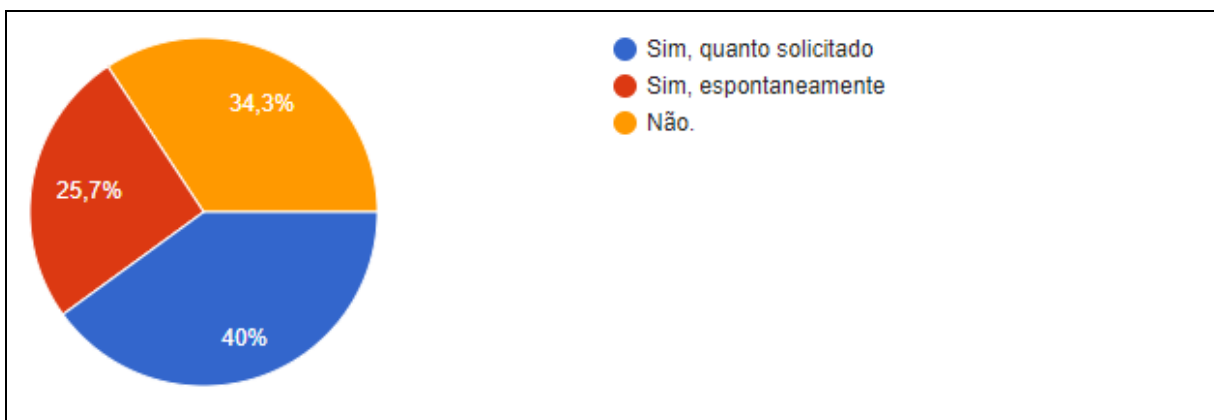 Sim, quanto solicitado
Sim, espontaneamente
Não.
34,3%
25,7%
40%